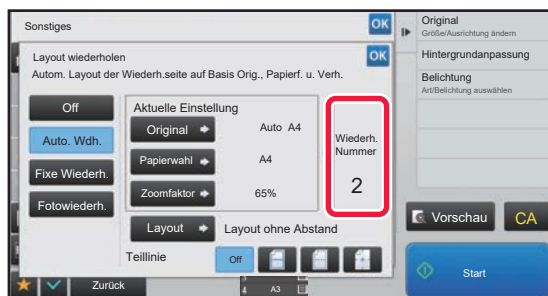 Sonstiges
OK
Layout wiederholen
OK
Autom. Layout der Wiederh.seite auf Basis Orig., Papierf. u. Verh.
Off
Auto. Wdh.
Fixe Wiederh.
Fotowiederh.
Aktuelle Einstellung
Original
Auto A4
Papierwahl
A4
Zoomfaktor
65%
Wiederh.
Nummer
2
Layout
Layout ohne Abstand
Teillinie
Off
Zurück
4 A3
Original
Größe/Ausrichtung ändern
Hintergrundanpassung
Belichtung
Art/Belichtung auswählen
Vorschau
CA
Start